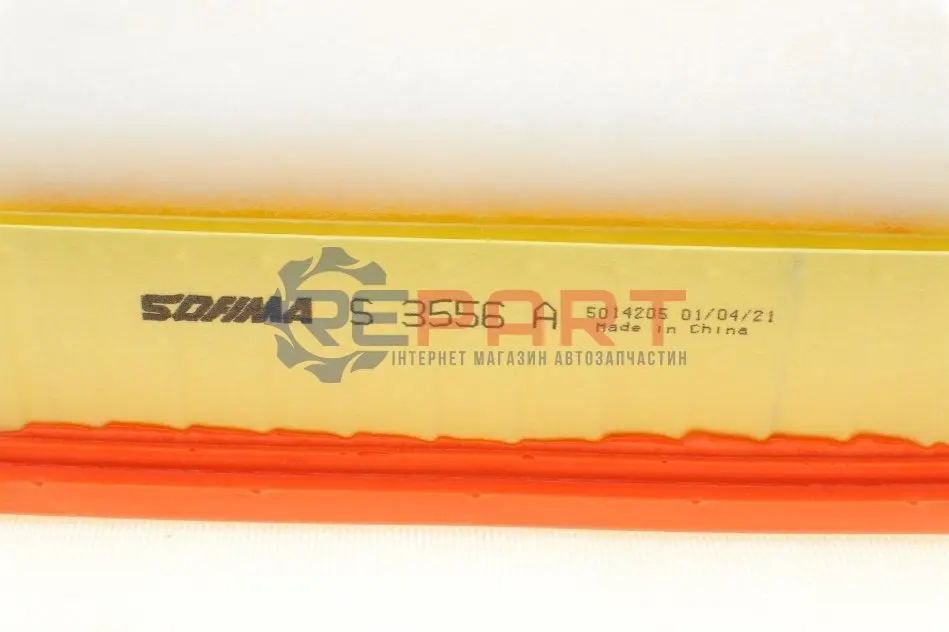 SOFIMA S 3556 A 5014205 01/04/21
Made in China
REPART
ІНТЕРНЕТ МАГАЗИН АВТОЗАПЧАСТИН